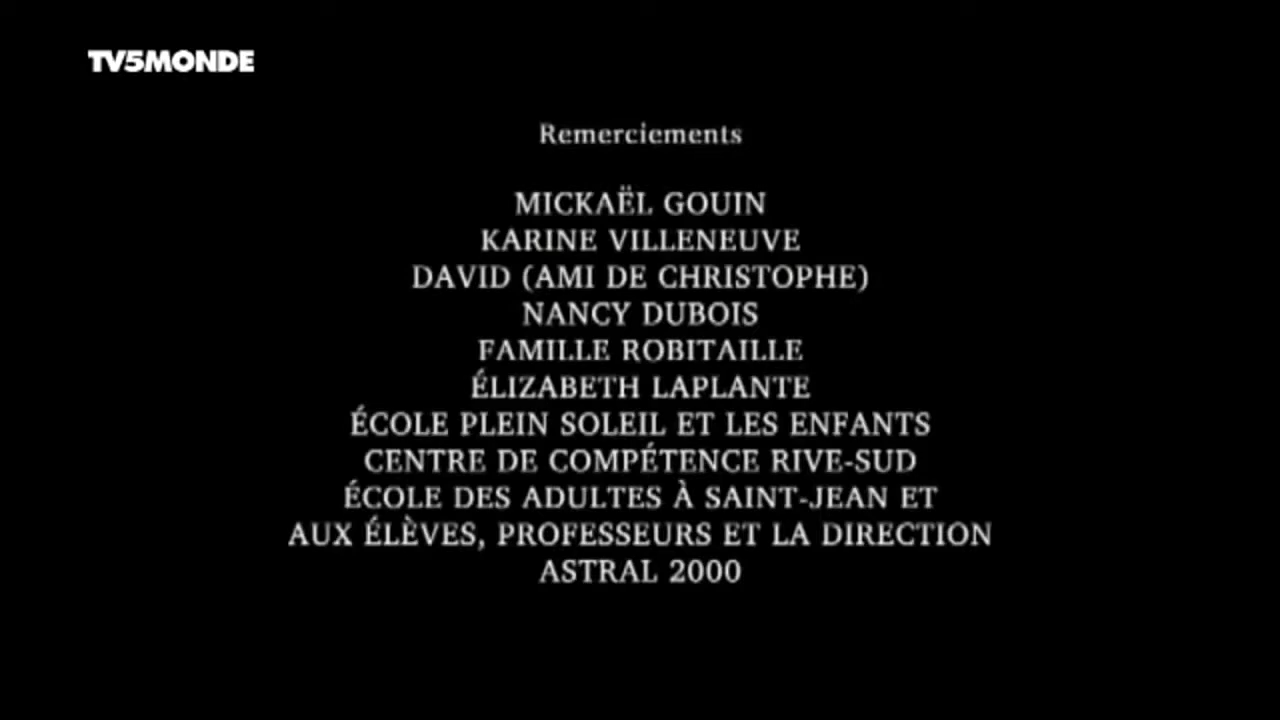 TV5MONDE
Remerciements
MICKAËL GOUIN
KARINE VILLENEUVE
DAVID (AMI DE CHRISTOPHE)
NANCY DUBOIS
FAMILLE ROBITAILLE
ÉLIZABETH LAPLANTE
ÉCOLE PLEIN SOLEIL ET LES ENFANTS
CENTRE DE COMPÉTENCE RIVE-SUD
ÉCOLE DES ADULTES À SAINT-JEAN ET
AUX ÉLÈVES, PROFESSEURS ET LA DIRECTION
ASTRAL 2000